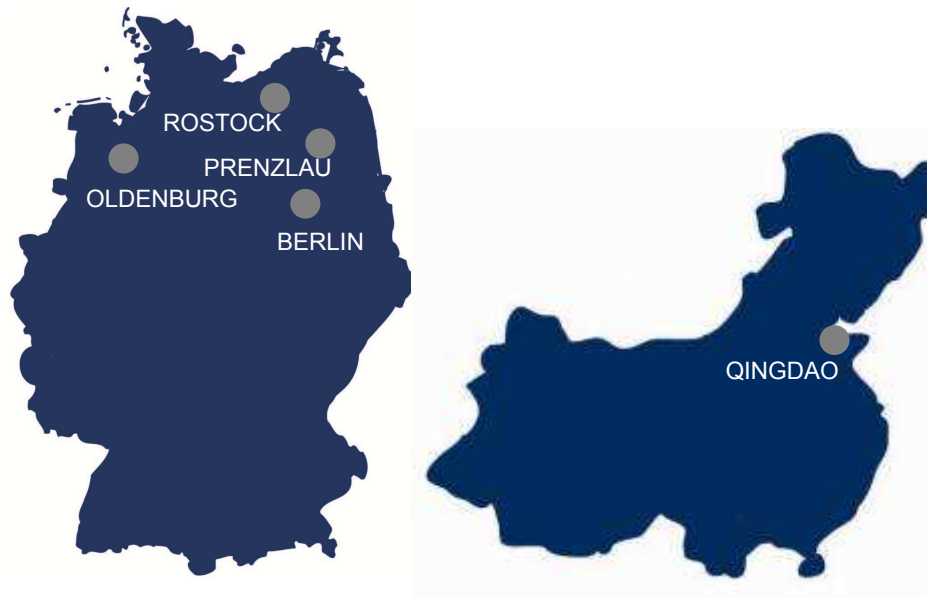 ROSTOCK
PRENZLAU
OLDENBURG
BERLIN
QINGDAO